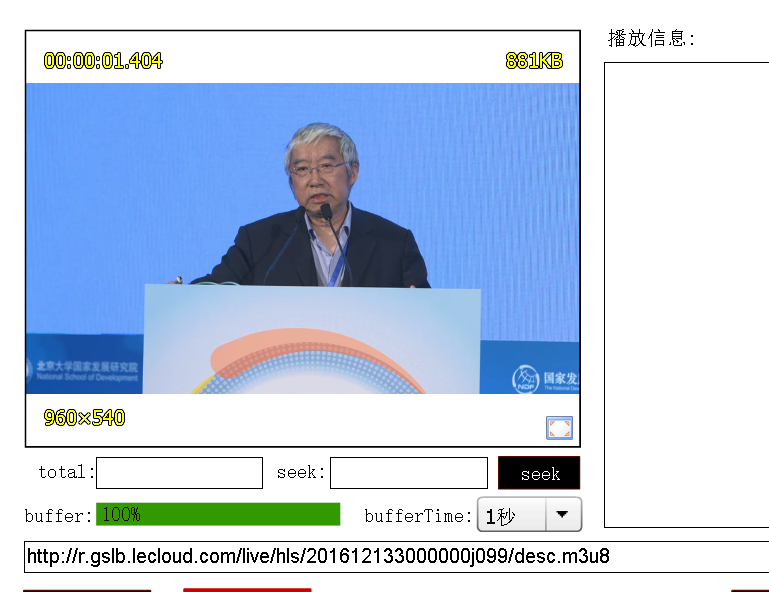 播放信息:
00:00:01.404 881KB
北京大学国家发展研究院
National School of Development
国家发
NDF
960×540
total: seek: seek
buffer: 100% bufferTime: 1秒
http://r.gslb.lecloud.com/live/hls/201612133000000j099/desc.m3u8